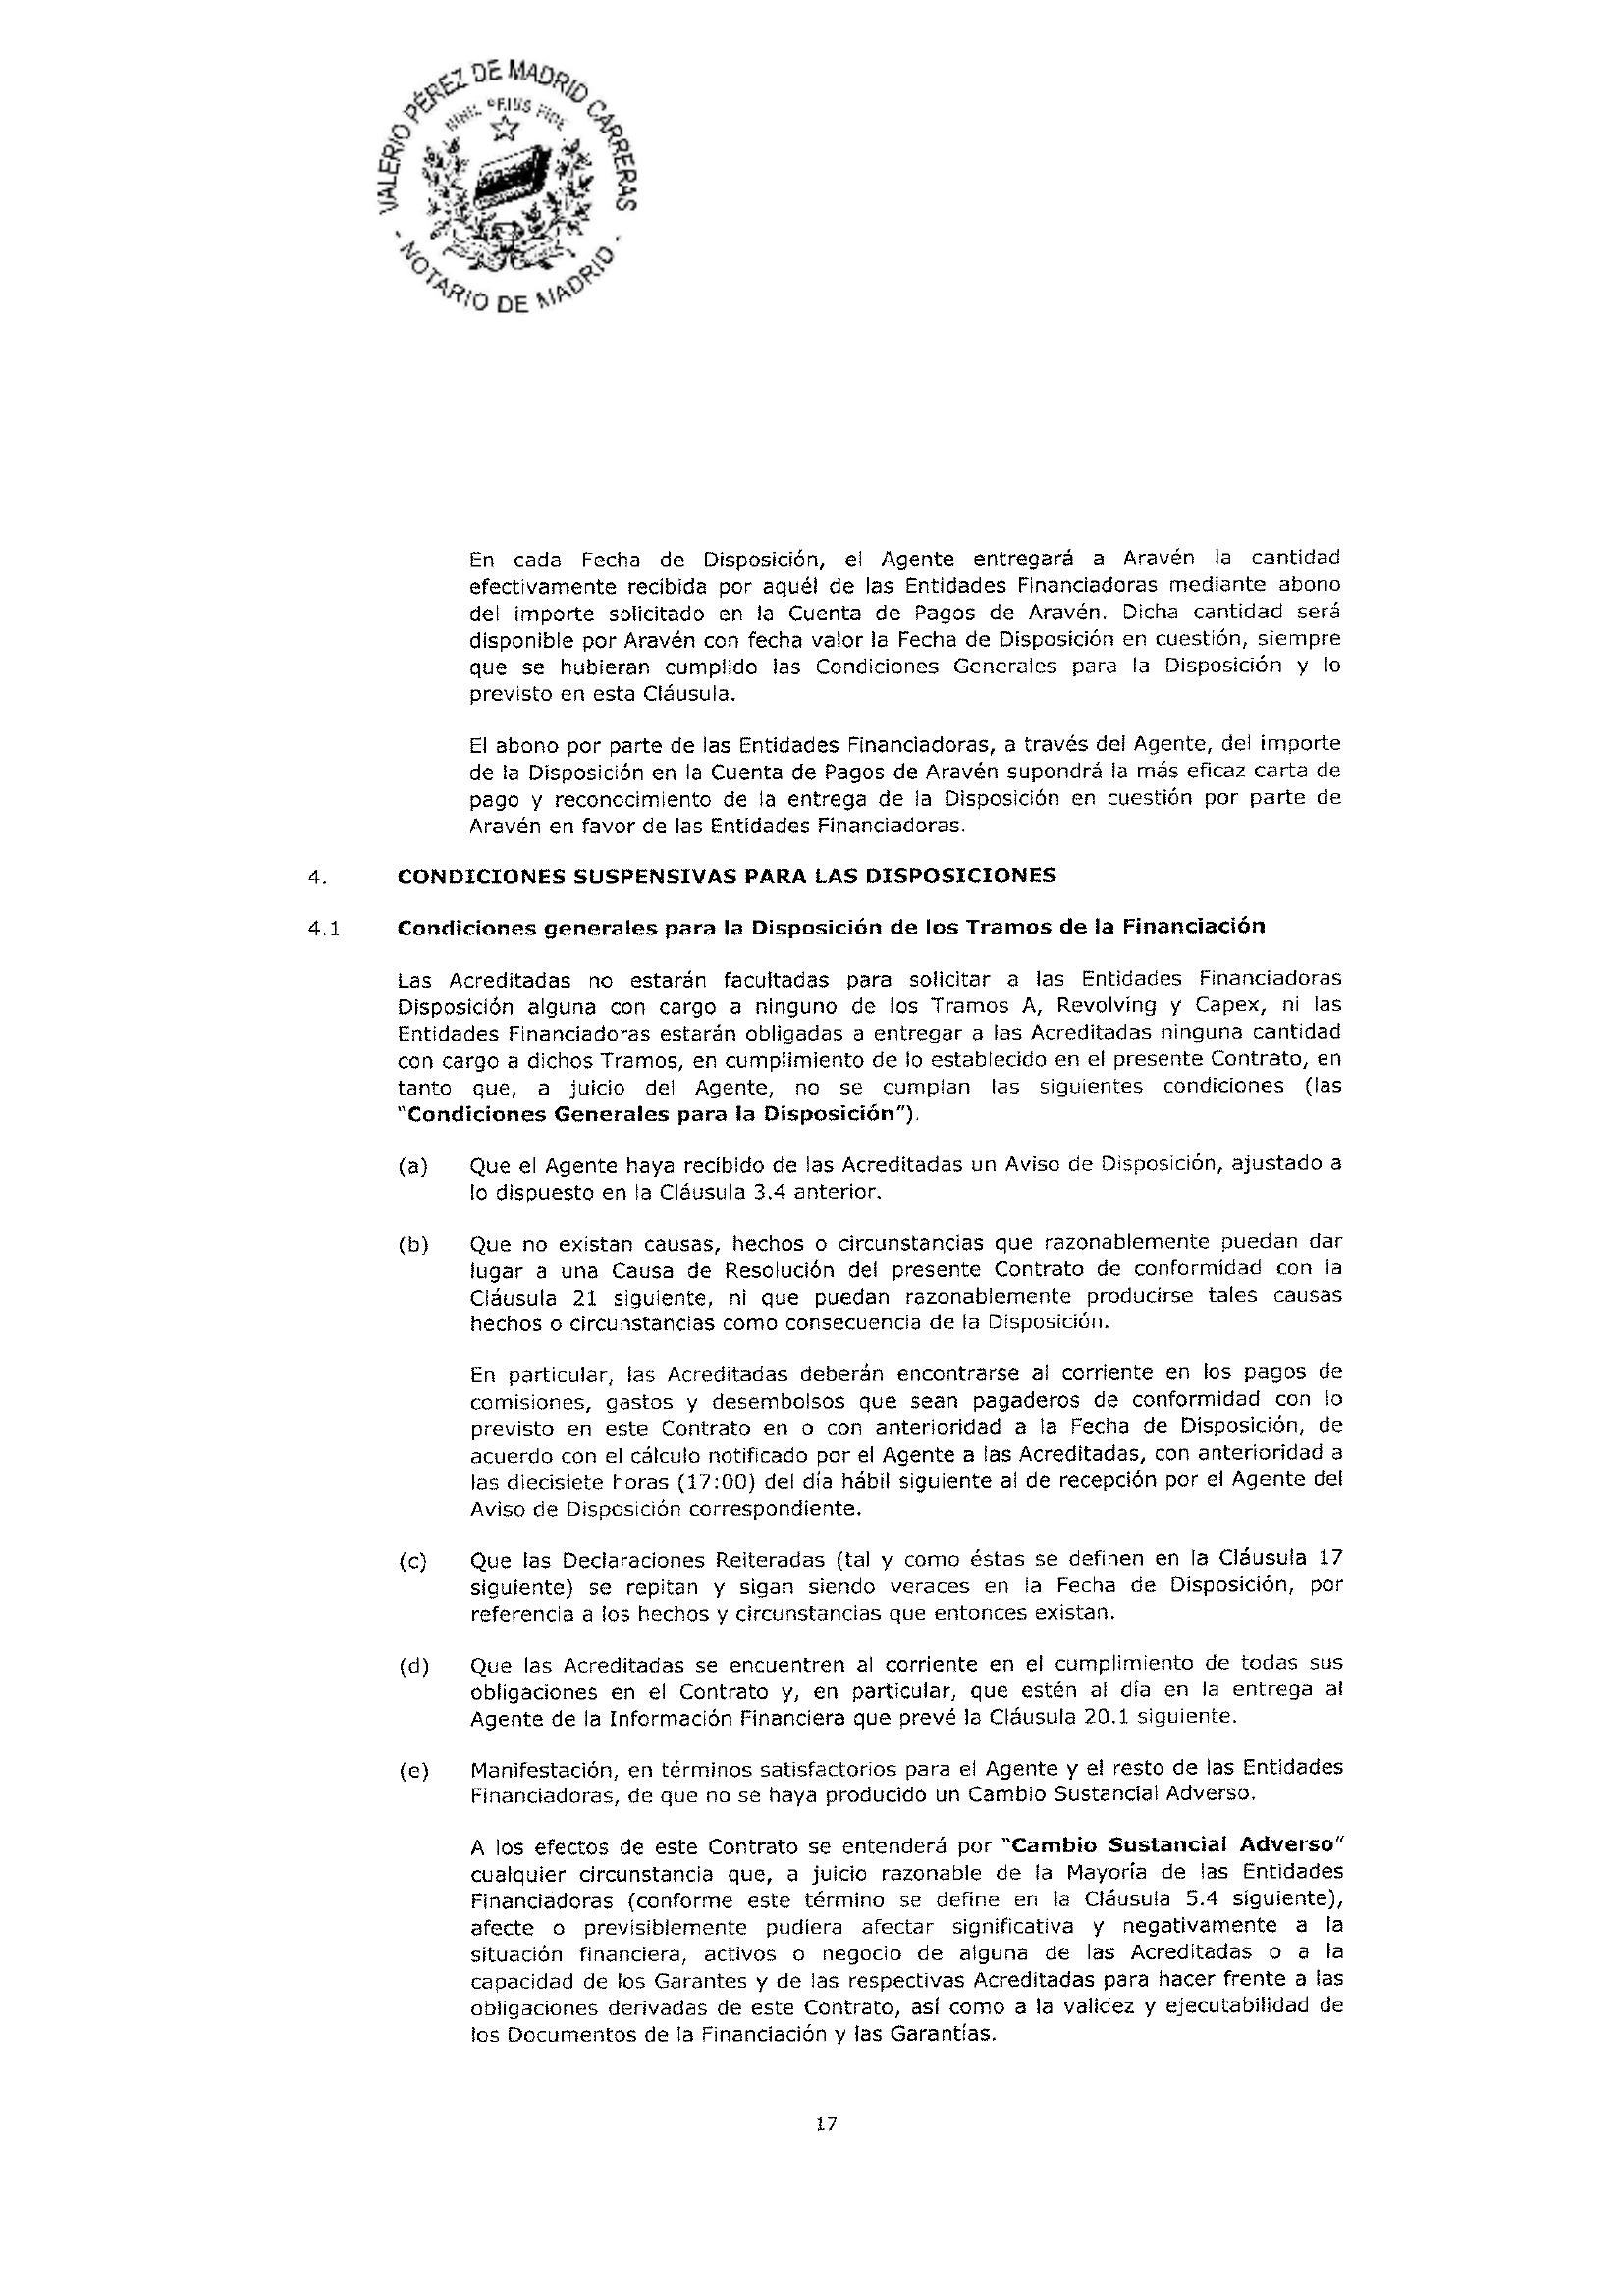 VALERIO PÉREZ DE MADRID CARRERAS
NIHIL PRIUS FIDE
- NOTARIO DE MADRID -
En cada Fecha de Disposición, el Agente entregará a Aravén la cantidad
efectivamente recibida por aquél de las Entidades Financiadoras mediante abono
del importe solicitado en la Cuenta de Pagos de Aravén. Dicha cantidad será
disponible por Aravén con fecha valor la Fecha de Disposición en cuestión, siempre
que se hubieran cumplido las Condiciones Generales para la Disposición y lo
previsto en esta Cláusula.
El abono por parte de las Entidades Financiadoras, a través del Agente, del importe
de la Disposición en la Cuenta de Pagos de Aravén supondrá la más eficaz carta de
pago y reconocimiento de la entrega de la Disposición en cuestión por parte de
Aravén en favor de las Entidades Financiadoras.
4. CONDICIONES SUSPENSIVAS PARA LAS DISPOSICIONES
4.1 Condiciones generales para la Disposición de los Tramos de la Financiación
Las Acreditadas no estarán facultadas para solicitar a las Entidades Financiadoras
Disposición alguna con cargo a ninguno de los Tramos A, Revolving y Capex, ni las
Entidades Financiadoras estarán obligadas a entregar a las Acreditadas ninguna cantidad
con cargo a dichos Tramos, en cumplimiento de lo establecido en el presente Contrato, en
tanto que, a juicio del Agente, no se cumplan las siguientes condiciones (las
"Condiciones Generales para la Disposición").
(a) Que el Agente haya recibido de las Acreditadas un Aviso de Disposición, ajustado a
lo dispuesto en la Cláusula 3.4 anterior.
(b) Que no existan causas, hechos o circunstancias que razonablemente puedan dar
lugar a una Causa de Resolución del presente Contrato de conformidad con la
Cláusula 21 siguiente, ni que puedan razonablemente producirse tales causas
hechos o circunstancias como consecuencia de la Disposición.
En particular, las Acreditadas deberán encontrarse al corriente en los pagos de
comisiones, gastos y desembolsos que sean pagaderos de conformidad con lo
previsto en este Contrato en o con anterioridad a la Fecha de Disposición, de
acuerdo con el cálculo notificado por el Agente a las Acreditadas, con anterioridad a
las diecisiete horas (17:00) del día hábil siguiente al de recepción por el Agente del
Aviso de Disposición correspondiente.
(c) Que las Declaraciones Reiteradas (tal y como éstas se definen en la Cláusula 17
siguiente) se repitan y sigan siendo veraces en la Fecha de Disposición, por
referencia a los hechos y circunstancias que entonces existan.
(d) Que las Acreditadas se encuentren al corriente en el cumplimiento de todas sus
obligaciones en el Contrato y, en particular, que estén al día en la entrega al
Agente de la Información Financiera que prevé la Cláusula 20.1 siguiente.
(e) Manifestación, en términos satisfactorios para el Agente y el resto de las Entidades
Financiadoras, de que no se haya producido un Cambio Sustancial Adverso.
A los efectos de este Contrato se entenderá por "Cambio Sustancial Adverso"
cualquier circunstancia que, a juicio razonable de la Mayoría de las Entidades
Financiadoras (conforme este término se define en la Cláusula 5.4 siguiente),
afecte o previsiblemente pudiera afectar significativa y negativamente a la
situación financiera, activos o negocio de alguna de las Acreditadas o a la
capacidad de los Garantes y de las respectivas Acreditadas para hacer frente a las
obligaciones derivadas de este Contrato, así como a la validez y ejecutabilidad de
los Documentos de la Financiación y las Garantías.
17